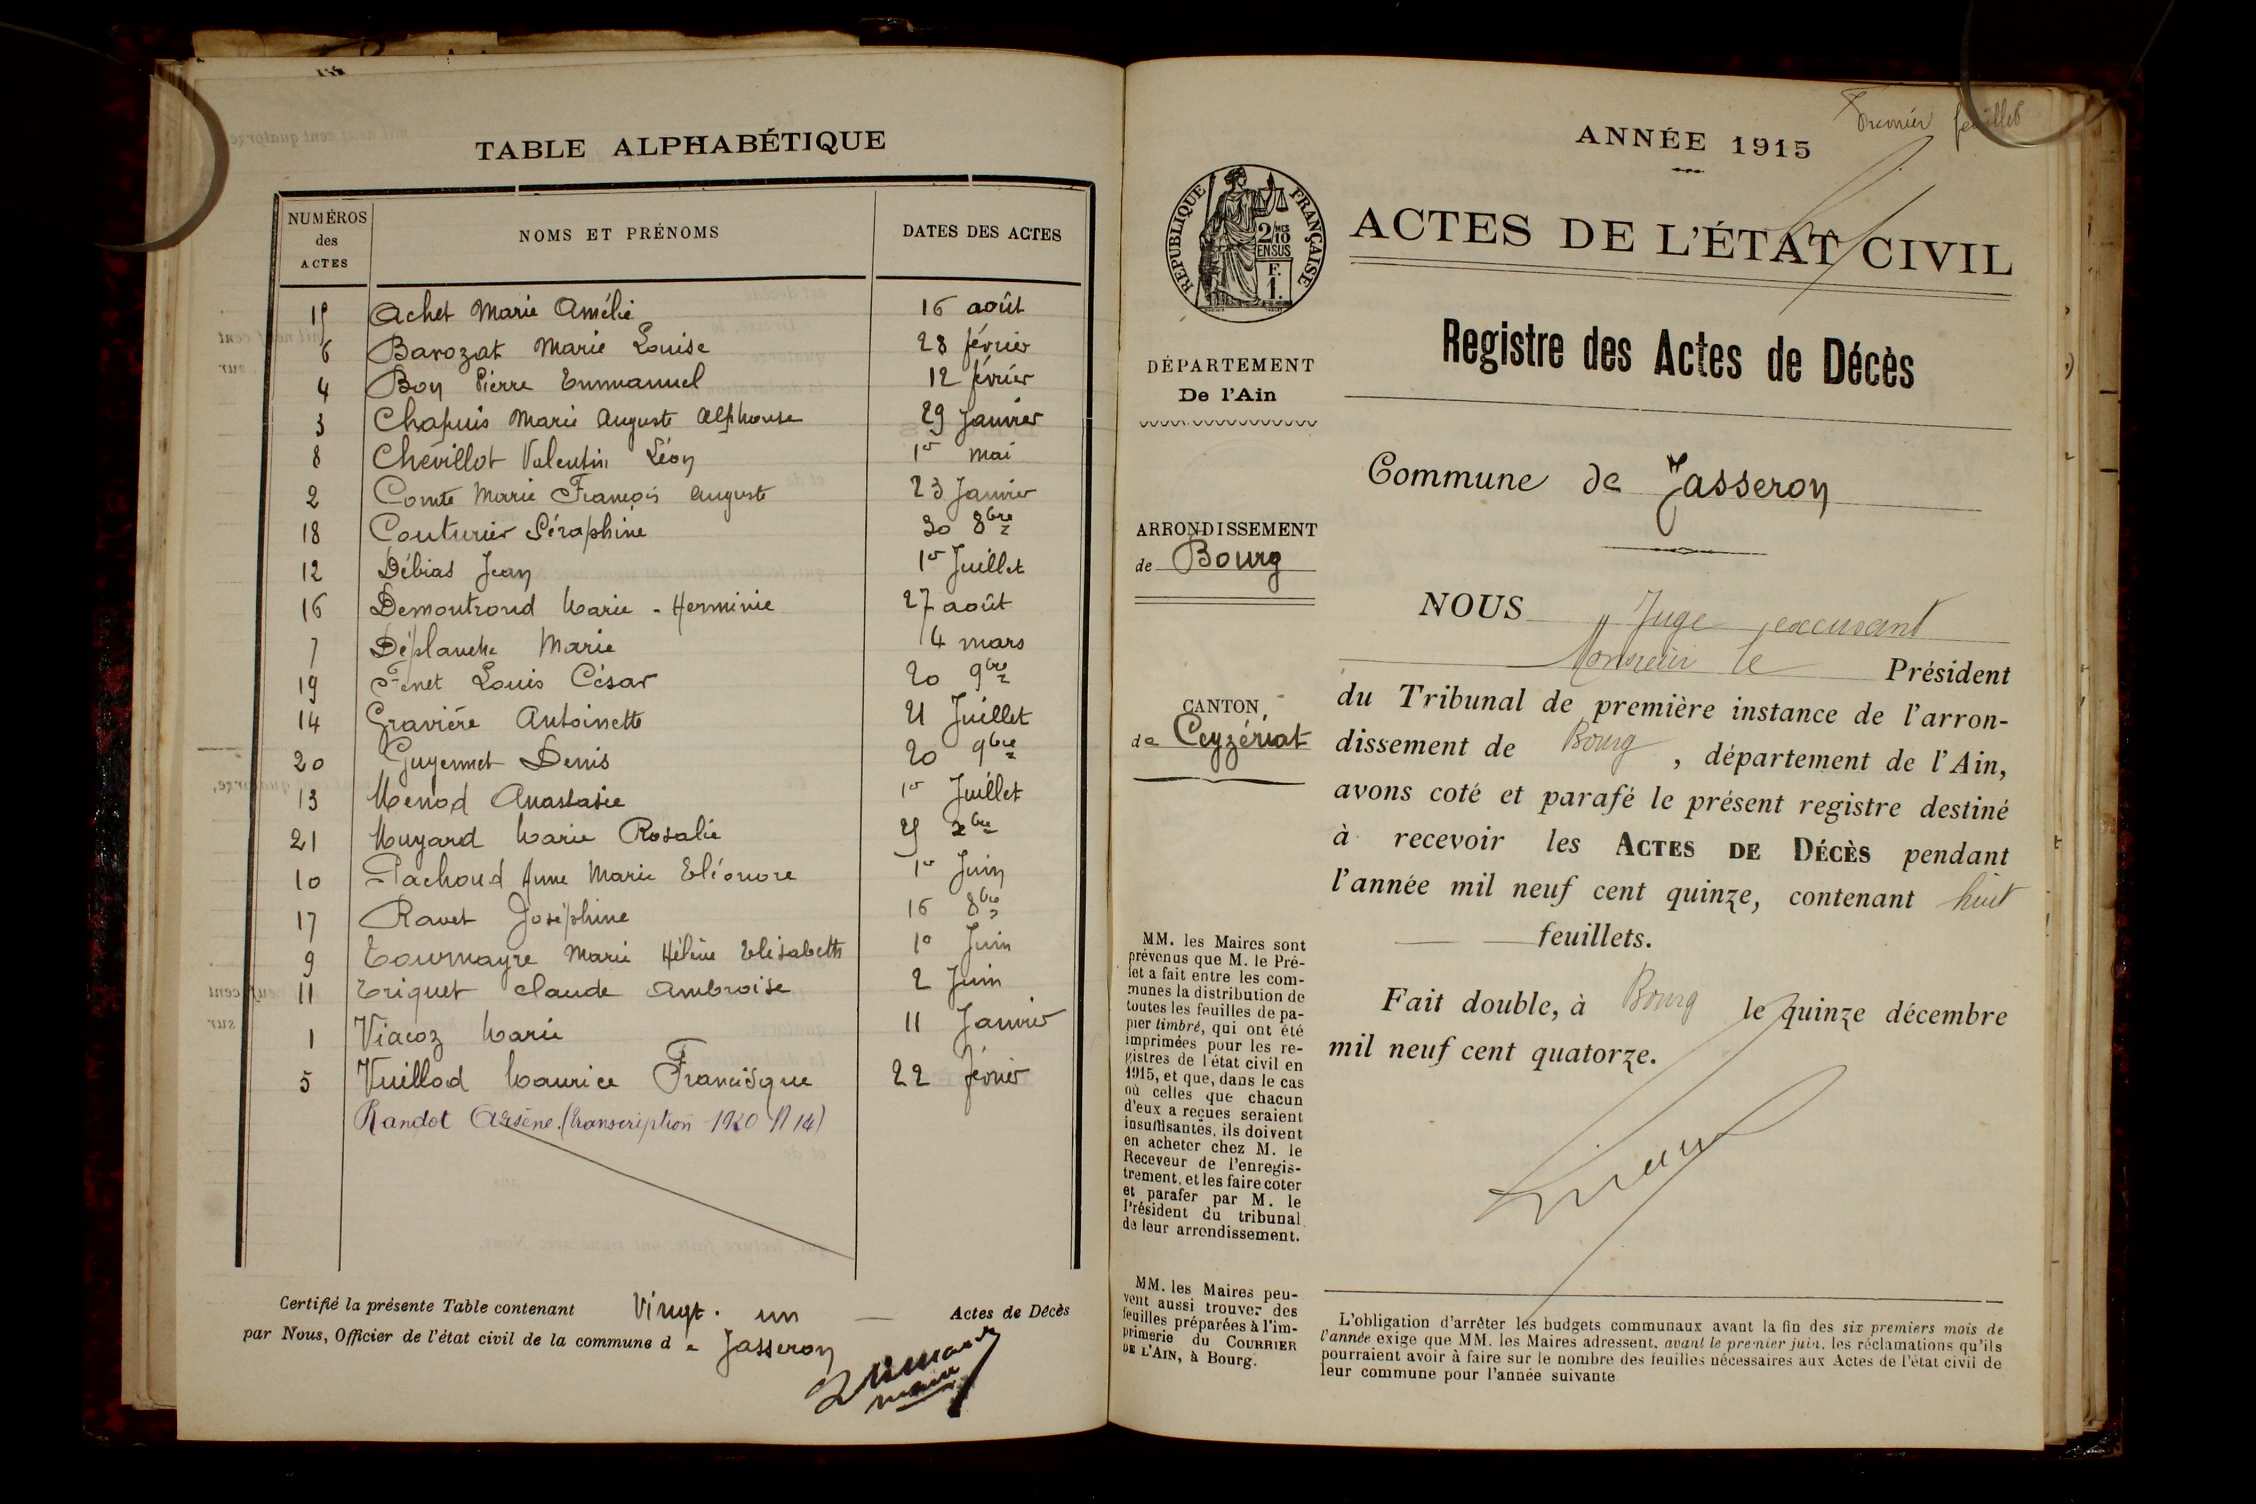 TABLE ALPHABÉTIQUE
NUMÉROS des ACTES NOMS ET PRÉNOMS DATES DES ACTES
15 Achet Marie Amélie 16 août
6 Barozat Marie Louise 28 février
4 Boy Pierre Emmanuel 12 février
3 Chapuis Marie Auguste Alphonse 29 Janvier
8 Chevillot Valentin Léon 1er mai
2 Comte Marie François Auguste 23 Janvier
18 Couturier Séraphine 30 8bre
12 Débias Jean 1er Juillet
16 Demontrond Marie - Herminie 27 août
7 Déplanche Marie 14 mars
19 Fenet Louis César 20 9bre
14 Gravière Antoinette 21 Juillet
20 Guyennet Denis 20 9bre
13 Menod Anastasie 1er Juillet
21 Muyard Marie Rosalie 25 xbre
10 Pachoud Anne Marie Eléonore 1er Juin
17 Ravet Joséphine 16 8bre
9 Tournayre Marie Hélène Elisabeth 1er Juin
11 Triquet Claude Ambroise 2 Juin
1 Viacoz Marie 11 Janvier
5 Vuillod Maurice Francisque 22 février
Randot Arsène. (transcription 1920 N 14)
Certifié la présente Table contenant Vingt. un — Actes de Décès
par Nous, Officier de l'état civil de la commune de Jasseron
maire
Premier feuillet
ANNÉE 1915
RÉPUBLIQUE FRANÇAISE
2/10 EN SUS
F. 1.
ACTES DE L'ÉTAT CIVIL
Registre des Actes de Décès
DÉPARTEMENT
De l'Ain
Commune de Jasseron
ARRONDISSEMENT
de Bourg
CANTON
de Ceyzériat
NOUS Juge excusant
Monsieur le Président
du Tribunal de première instance de l'arron-
dissement de Bourg, département de l'Ain,
avons coté et parafé le présent registre destiné
à recevoir les ACTES DE DÉCÈS pendant
l'année mil neuf cent quinze, contenant huit
feuillets.
Fait double, à Bourg le quinze décembre
mil neuf cent quatorze.
MM. les Maires sont
prévenus que M. le Pré-
fet a fait entre les com-
munes la distribution de
toutes les feuilles de pa-
pier timbré, qui ont été
imprimées pour les re-
gistres de l'état civil en
1915, et que, dans le cas
où celles que chacun
d'eux a reçues seraient
insuffisantes, ils doivent
en acheter chez M. le
Receveur de l'enregis-
trement, et les faire coter
et parafer par M. le
Président du tribunal
de leur arrondissement.
MM. les Maires peu-
vent aussi trouver des
feuilles préparées à l'im-
primerie du COURRIER
DE L'AIN, à Bourg.
L'obligation d'arrêter les budgets communaux avant la fin des six premiers mois de
l'année exige que MM. les Maires adressent, avant le premier juin, les réclamations qu'ils
pourraient avoir à faire sur le nombre des feuilles nécessaires aux Actes de l'état civil de
leur commune pour l'année suivante